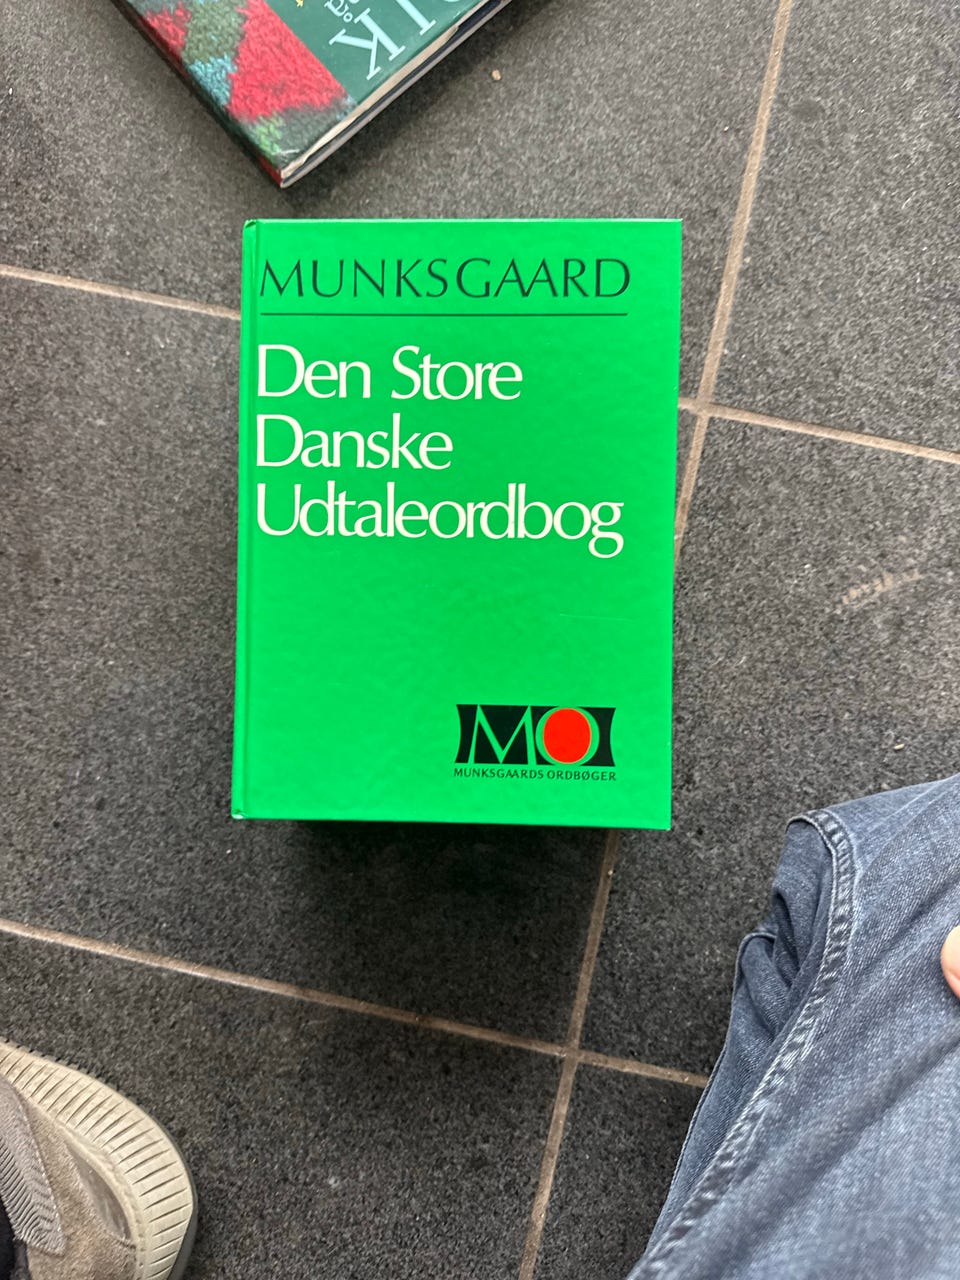 MUNKSGAARD
Den Store
Danske
Udtaleordbog
MO
MUNKSGAARDS ORDBØGER